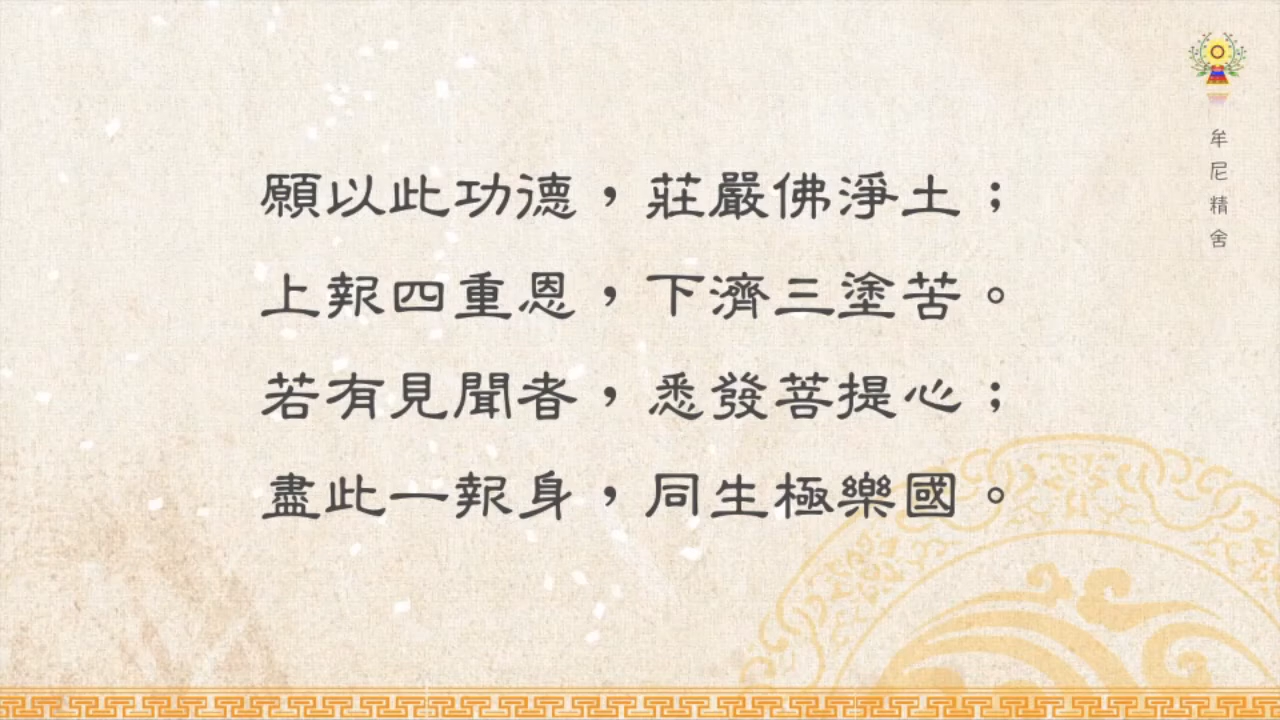 願以此功德，莊嚴佛淨土；
上報四重恩，下濟三塗苦。
若有見聞者，悉發菩提心；
盡此一報身，同生極樂國。
牟尼精舍